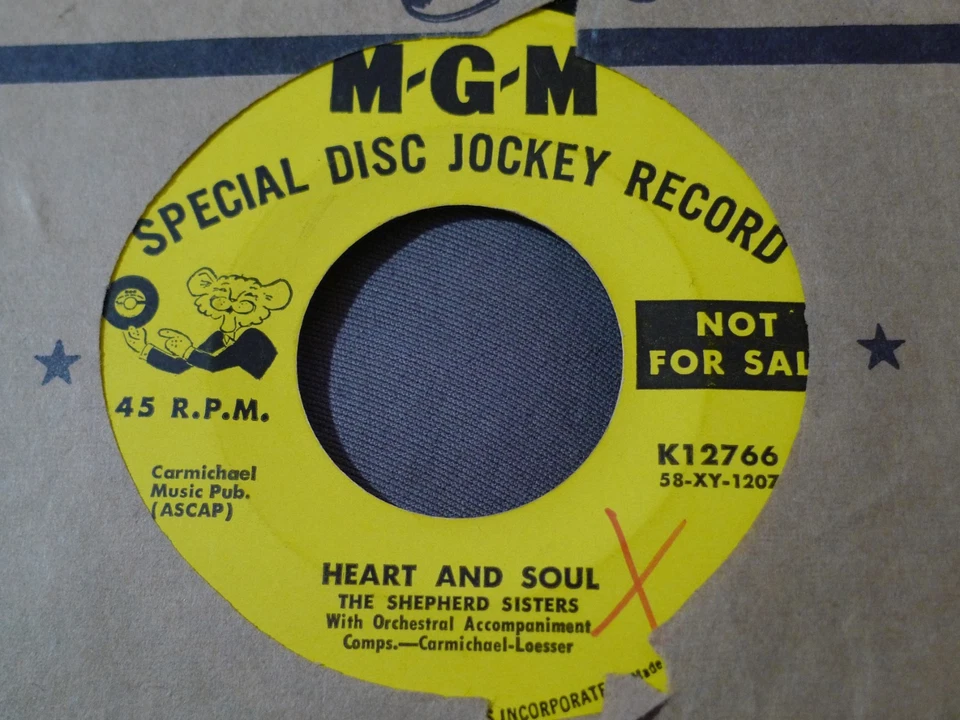 M-G-M
SPECIAL DISC JOCKEY RECORD
NOT
FOR SAL
45 R.P.M.
K12766
58-XY-1207
Carmichael
Music Pub.
(ASCAP)
HEART AND SOUL
THE SHEPHERD SISTERS
With Orchestral Accompaniment
Comps.—Carmichael-Loesser
INCORPORATE
Made